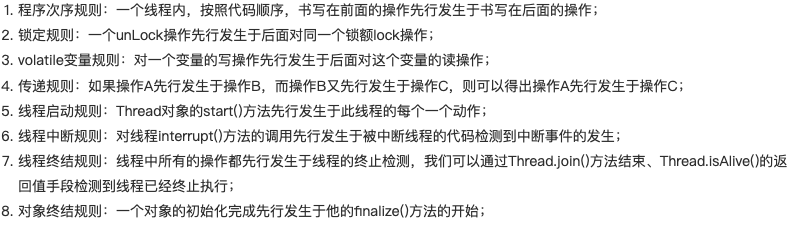 1. 程序次序规则：一个线程内，按照代码顺序，书写在前面的操作先行发生于书写在后面的操作；
2. 锁定规则：一个unLock操作先行发生于后面对同一个锁额lock操作；
3. volatile变量规则：对一个变量的写操作先行发生于后面对这个变量的读操作；
4. 传递规则：如果操作A先行发生于操作B，而操作B又先行发生于操作C，则可以得出操作A先行发生于操作C；
5. 线程启动规则：Thread对象的start()方法先行发生于此线程的每个一个动作；
6. 线程中断规则：对线程interrupt()方法的调用先行发生于被中断线程的代码检测到中断事件的发生；
7. 线程终结规则：线程中所有的操作都先行发生于线程的终止检测，我们可以通过Thread.join()方法结束、Thread.isAlive()的返
回值手段检测到线程已经终止执行；
8. 对象终结规则：一个对象的初始化完成先行发生于他的finalize()方法的开始；